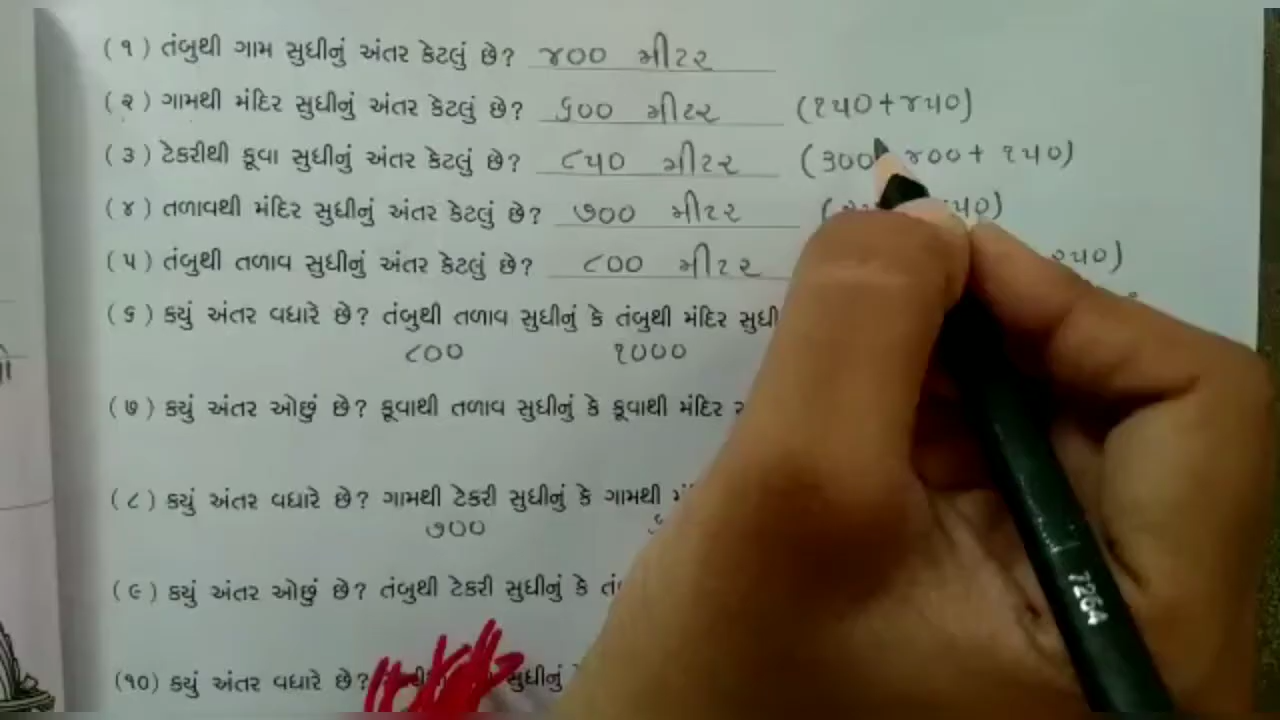 (૧) તંબુથી ગામ સુધીનું અંતર કેટલું છે? ૪૦૦ મીટર
(૨) ગામથી મંદિર સુધીનું અંતર કેટલું છે? ૬૦૦ મીટર (૧૫૦+૪૫૦)
(૩) ટેકરીથી કૂવા સુધીનું અંતર કેટલું છે? ૮૫૦ મીટર (૩૦૦ ૪૦૦+ ૧૫૦)
(૪) તળાવથી મંદિર સુધીનું અંતર કેટલું છે? ૭૦૦ મીટર
(૫) તંબુથી તળાવ સુધીનું અંતર કેટલું છે? ૮૦૦ મીટર
(૬) કયું અંતર વધારે છે? તંબુથી તળાવ સુધીનું કે તંબુથી મંદિર સુધી
૮૦૦ ૧૦૦૦
(૭) કયું અંતર ઓછું છે? કૂવાથી તળાવ સુધીનું કે કૂવાથી મંદિર
(૮) કયું અંતર વધારે છે? ગામથી ટેકરી સુધીનું કે ગામથી
૭૦૦
(૯) કયું અંતર ઓછું છે? તંબુથી ટેકરી સુધીનું કે
(૧૦) કયું અંતર વધારે છે? સુધીનું
7264